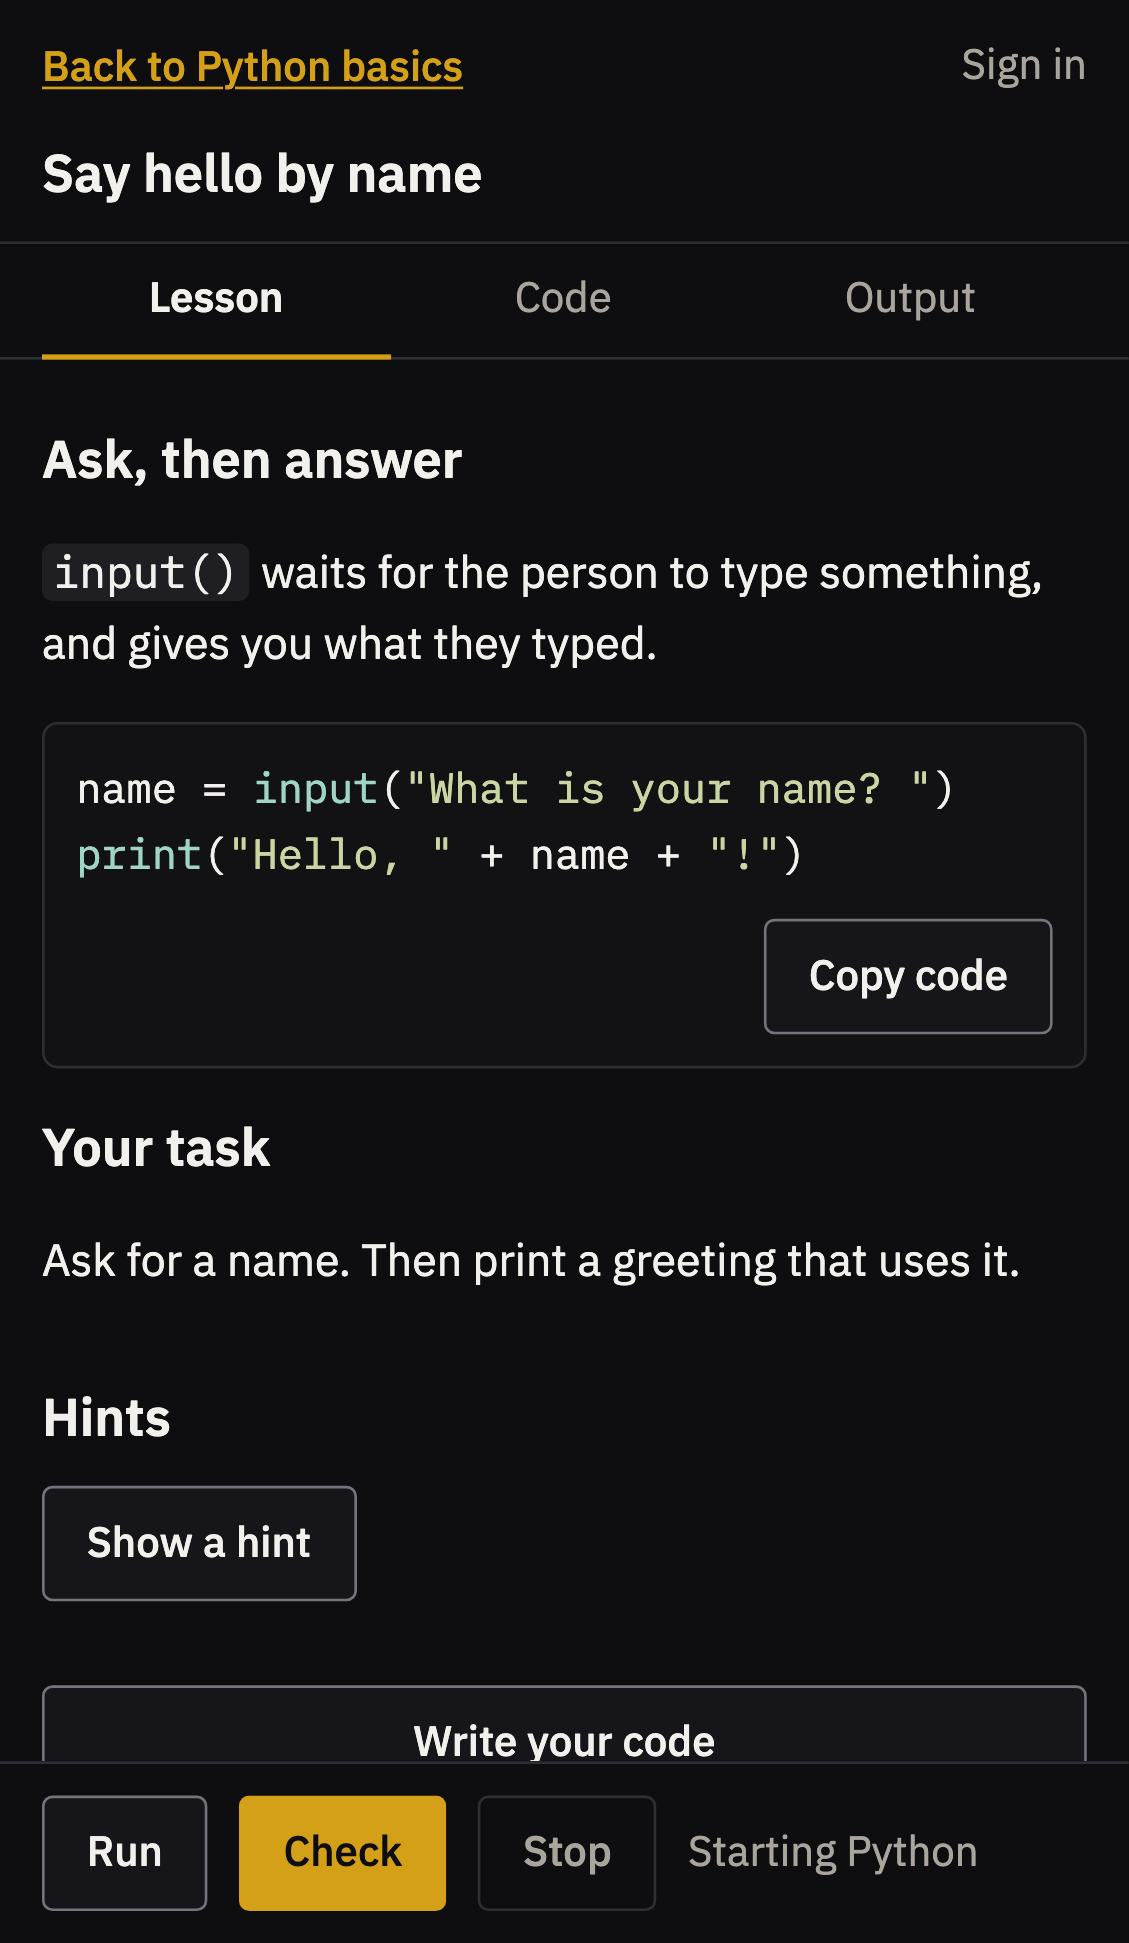 Back to Python basics
Sign in
Say hello by name
Lesson
Code
Output
Ask, then answer
input() waits for the person to type something,
and gives you what they typed.
name = input("What is your name? ")
print("Hello, " + name + "!")
Copy code
Your task
Ask for a name. Then print a greeting that uses it.
Hints
Show a hint
Write your code
Run
Check
Stop
Starting Python